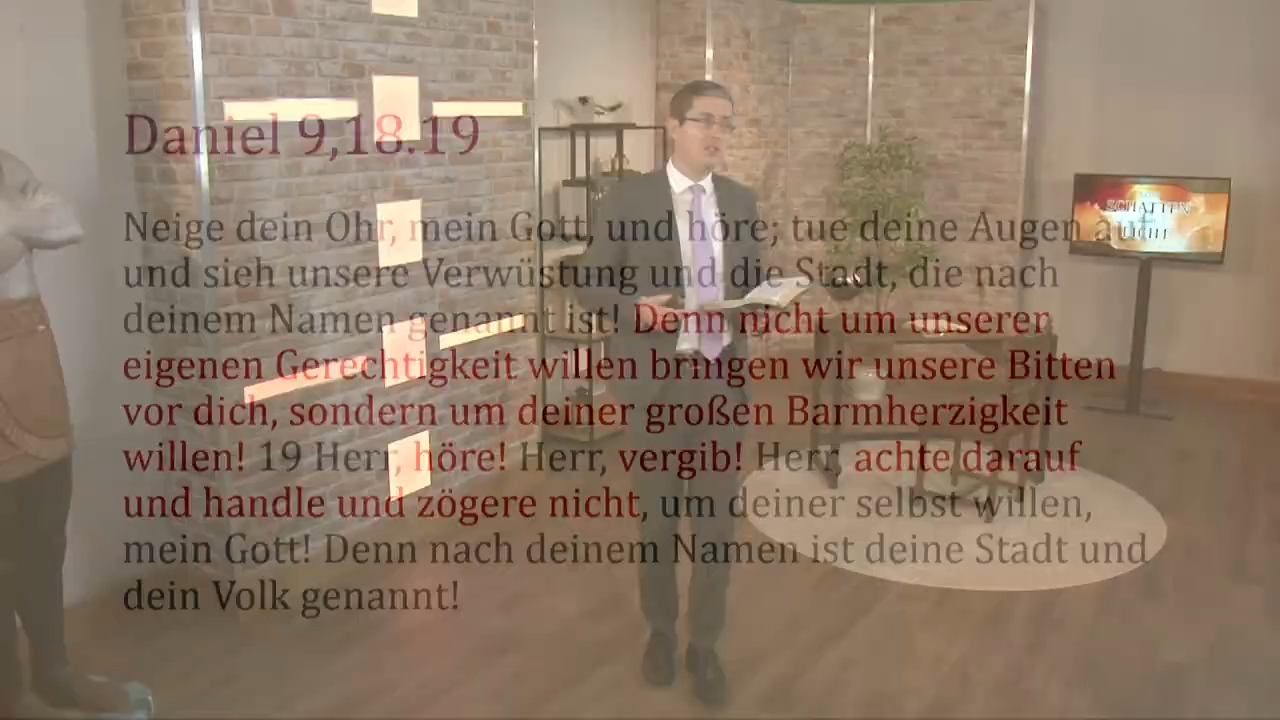 Daniel 9,18.19
Neige dein Ohr, mein Gott, und höre; tue deine Augen
und sieh unsere Verwüstung und die Stadt, die nach
deinem Namen genannt ist! Denn nicht um unserer
eigenen Gerechtigkeit willen bringen wir unsere Bitten
vor dich, sondern um deiner großen Barmherzigkeit
willen! 19 Herr, höre! Herr, vergib! Herr, achte darauf
und handle und zögere nicht, um deiner selbst willen,
mein Gott! Denn nach deinem Namen ist deine Stadt und
dein Volk genannt!
SCHATTEN
LICHT